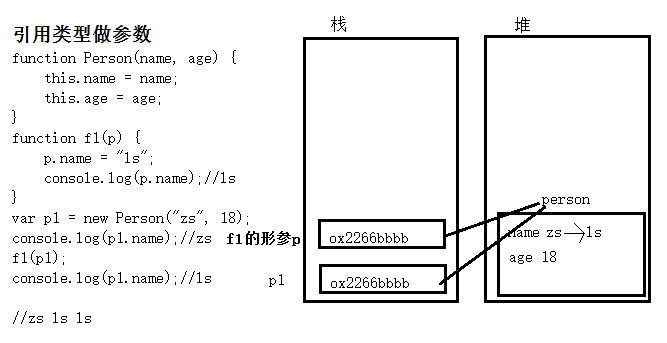 引用类型做参数
function Person(name, age) {
this.name = name;
this.age = age;
}
function f1(p) {
p.name = "ls";
console.log(p.name);//ls
}
var p1 = new Person("zs", 18);
console.log(p1.name);//zs
f1(p1);
console.log(p1.name);//ls
//zs ls ls
栈
f1的形参p
ox2266bbbb
p1
ox2266bbbb
堆
person
name zs→ls
age 18